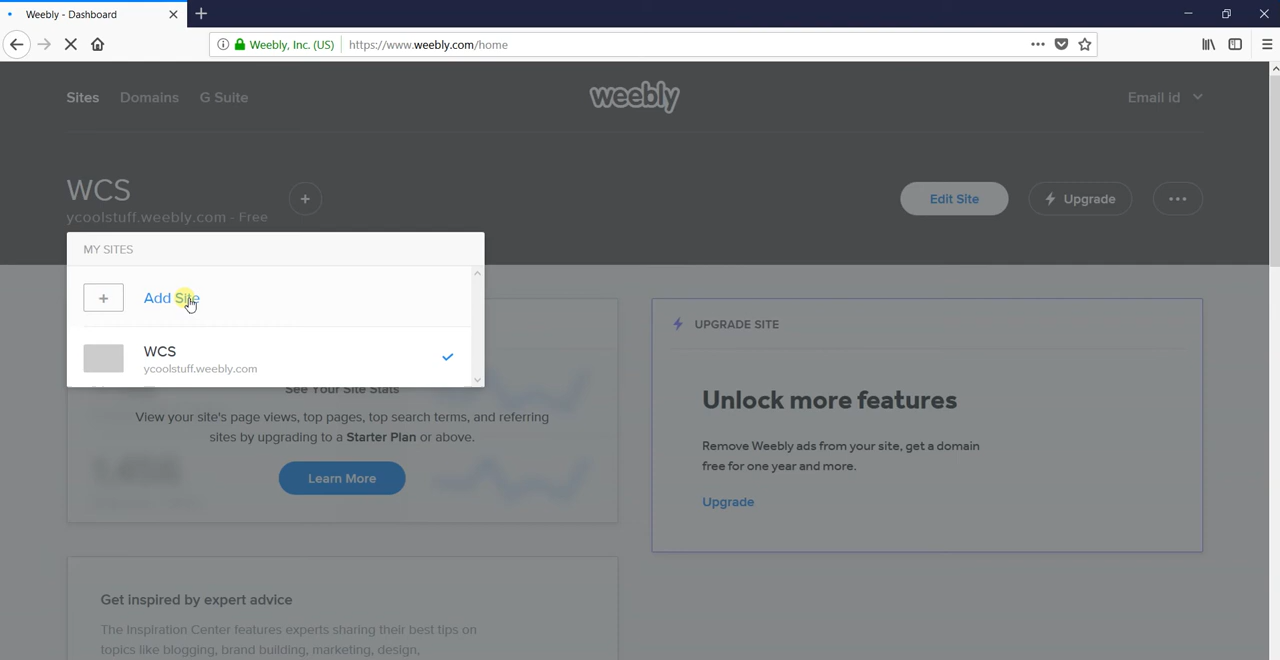 Weebly - Dashboard
Weebly, Inc. (US) https://www.weebly.com/home
Sites Domains G Suite weebly Email Id
WCS
ycoolstuff.weebly.com - Free
Edit Site Upgrade
MY SITES
Add Site
WCS
ycoolstuff.weebly.com
See Your Site Stats
View your site's page views, top pages, top search terms, and referring
sites by upgrading to a Starter Plan or above.
Learn More
UPGRADE SITE
Unlock more features
Remove Weebly ads from your site, get a domain
free for one year and more.
Upgrade
Get inspired by expert advice
The Inspiration Center features experts sharing their best tips on
topics like blogging, brand building, marketing, design,